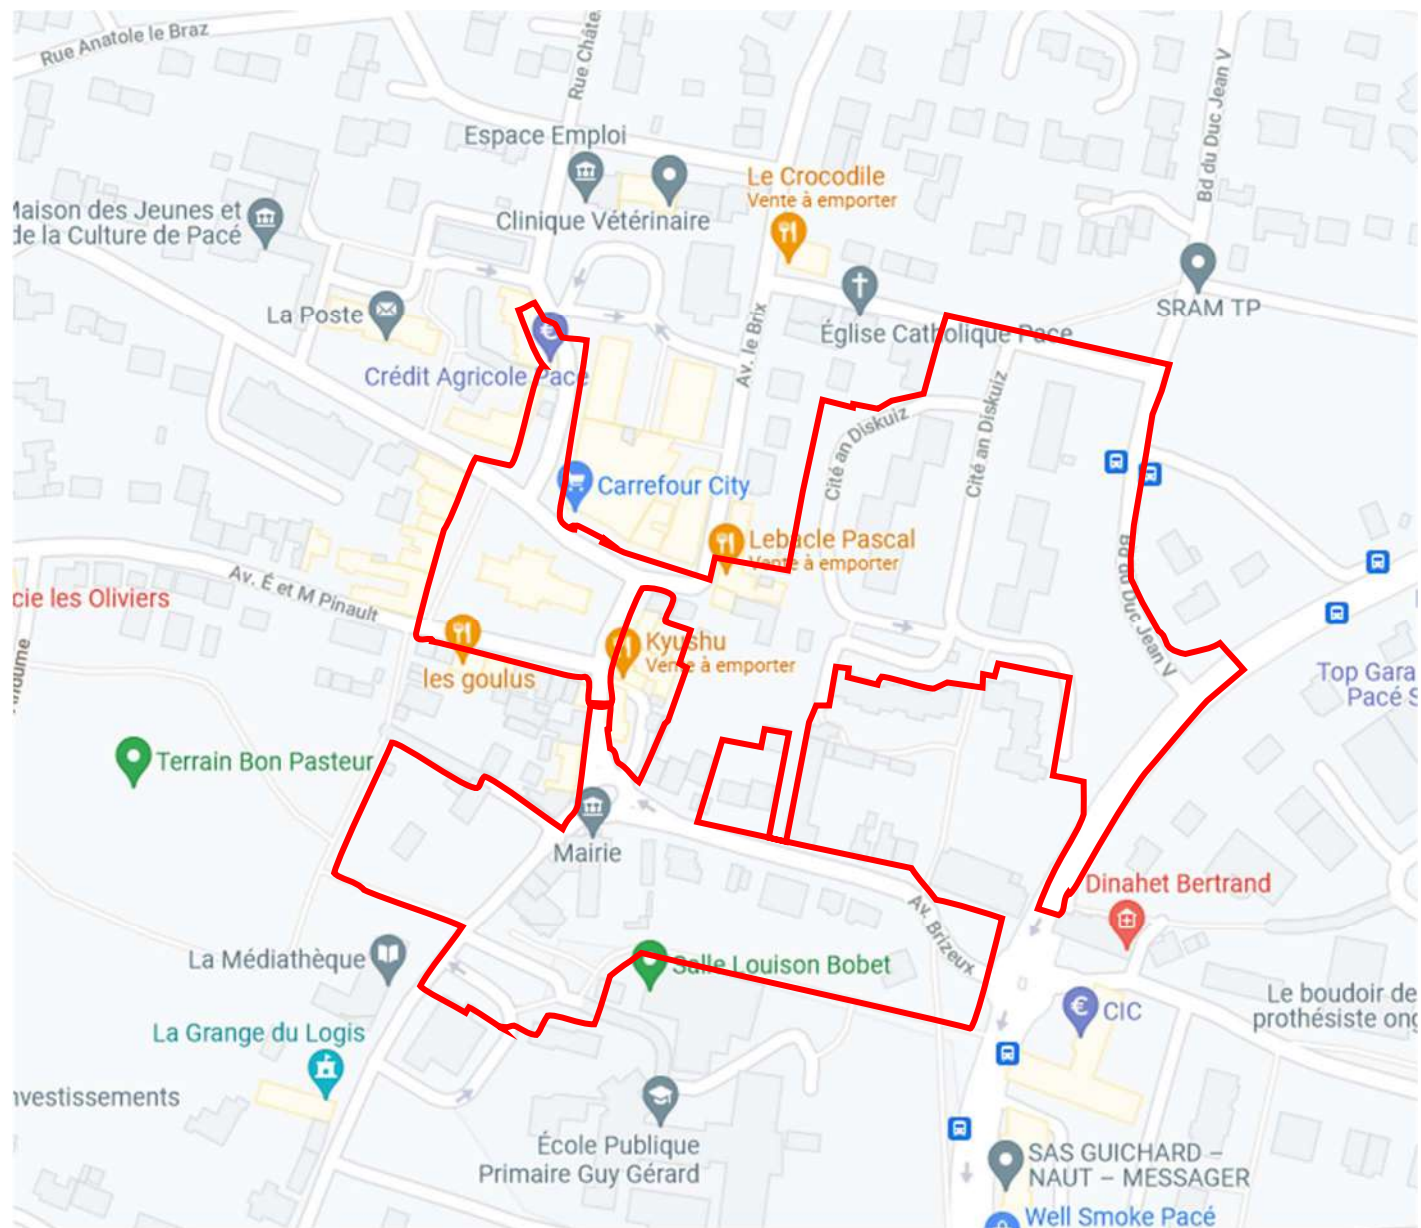 Rue Anatole le Braz
Rue Châte
Bd du Duc Jean V
Espace Emploi
Clinique Vétérinaire
Le Crocodile
Vente à emporter
Maison des Jeunes et
de la Culture de Pacé
La Poste
Église Catholique Pace
SRAM TP
Av. le Brix
Crédit Agricole Pacé
Cité an Diskuiz
Cité an Diskuiz
Carrefour City
Lebacle Pascal
Vente à emporter
Bd du Duc Jean V
Av. É et M Pinault
cie les Oliviers
Kyushu
Vente à emporter
les goulus
Top Gara
Pacé S
Terrain Bon Pasteur
Mairie
Dinahet Bertrand
Av. Brizeux
La Médiathèque
Salle Louison Bobet
CIC
Le boudoir de
prothésiste ong
La Grange du Logis
nvestissements
École Publique
Primaire Guy Gérard
SAS GUICHARD –
NAUT – MESSAGER
Well Smoke Pacé